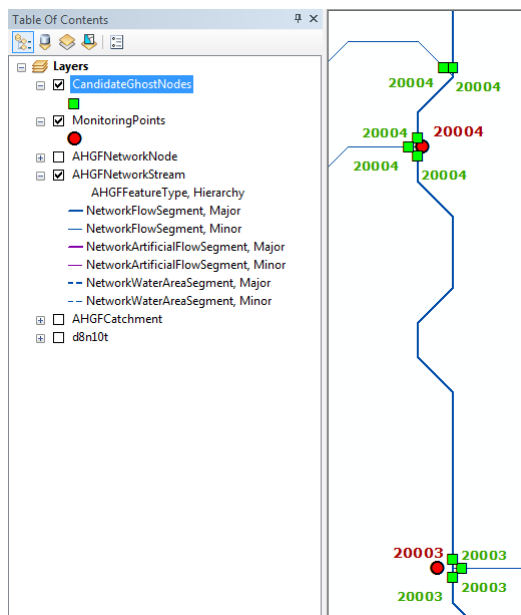 Table Of Contents
Layers
CandidateGhostNodes
MonitoringPoints
AHGFNetworkNode
AHGFNetworkStream
AHGFFeatureType, Hierarchy
NetworkFlowSegment, Major
NetworkFlowSegment, Minor
NetworkArtificialFlowSegment, Major
NetworkArtificialFlowSegment, Minor
NetworkWaterAreaSegment, Major
NetworkWaterAreaSegment, Minor
AHGFCatchment
d8n10t
20004
20004
20004
20004
20004
20004
20003
20003
20003
20003